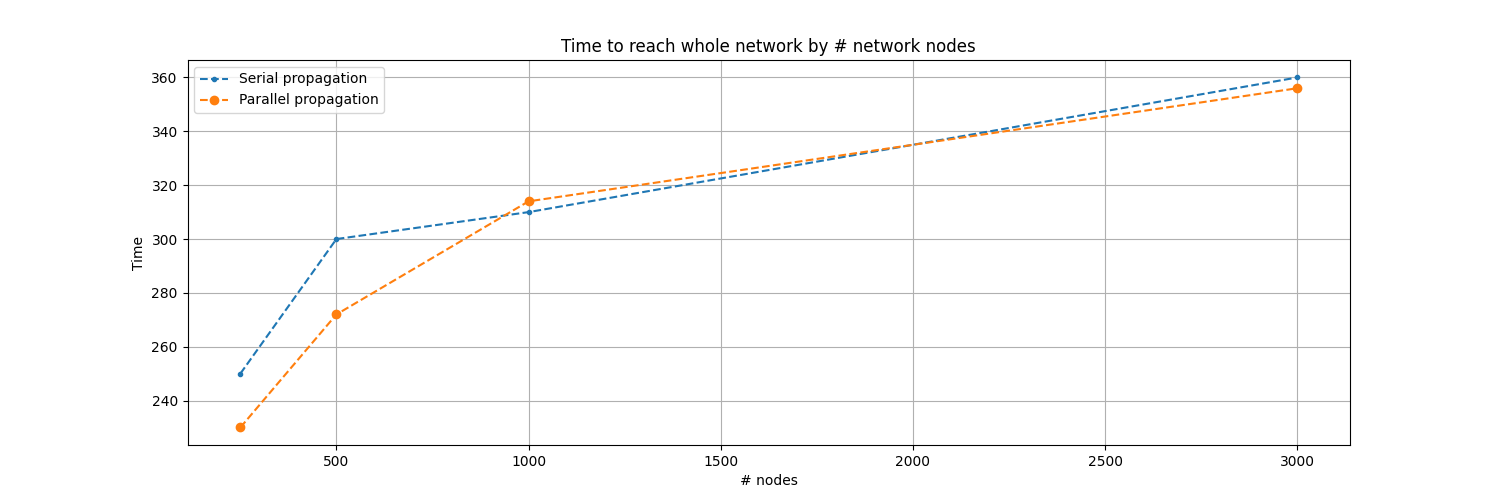 Time to reach whole network by # network nodes
Serial propagation
Parallel propagation
360
340
320
300
280
260
240
Time
500 1000 1500 2000 2500 3000
# nodes